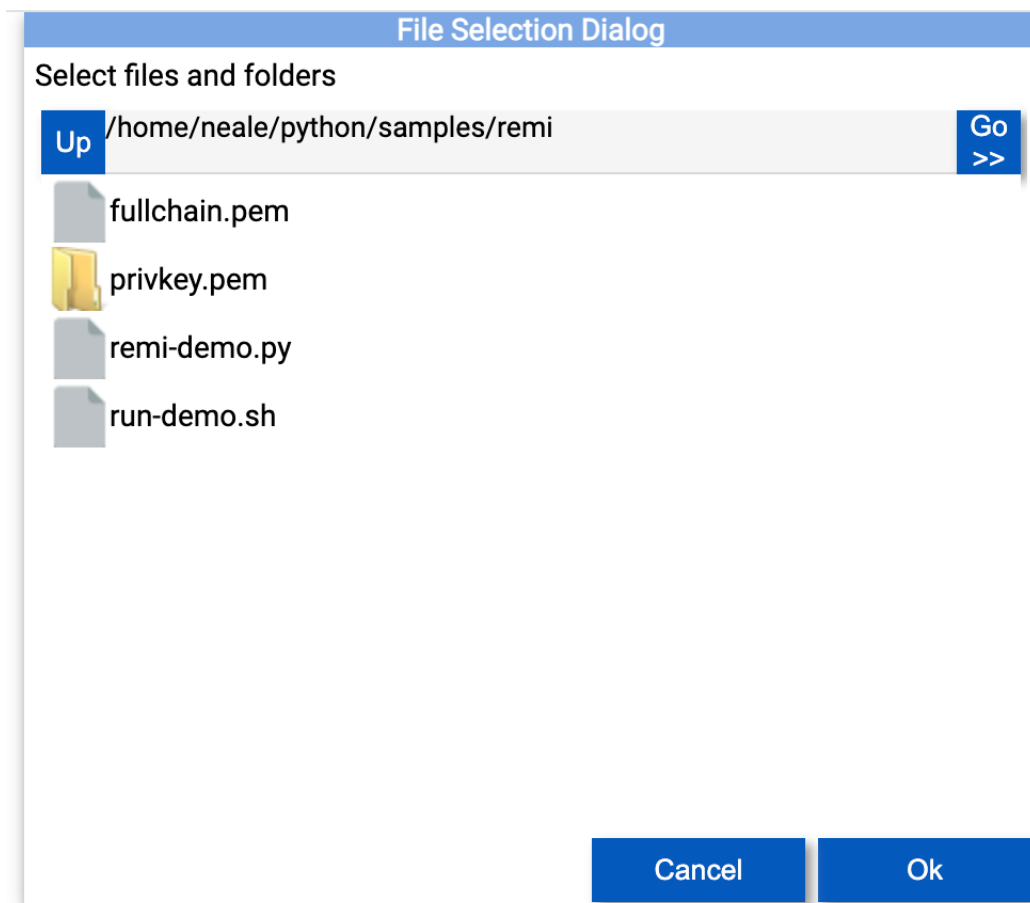 File Selection Dialog
Select files and folders
Up
/home/neale/python/samples/remi
Go
>>
fullchain.pem
privkey.pem
remi-demo.py
run-demo.sh
Cancel
Ok